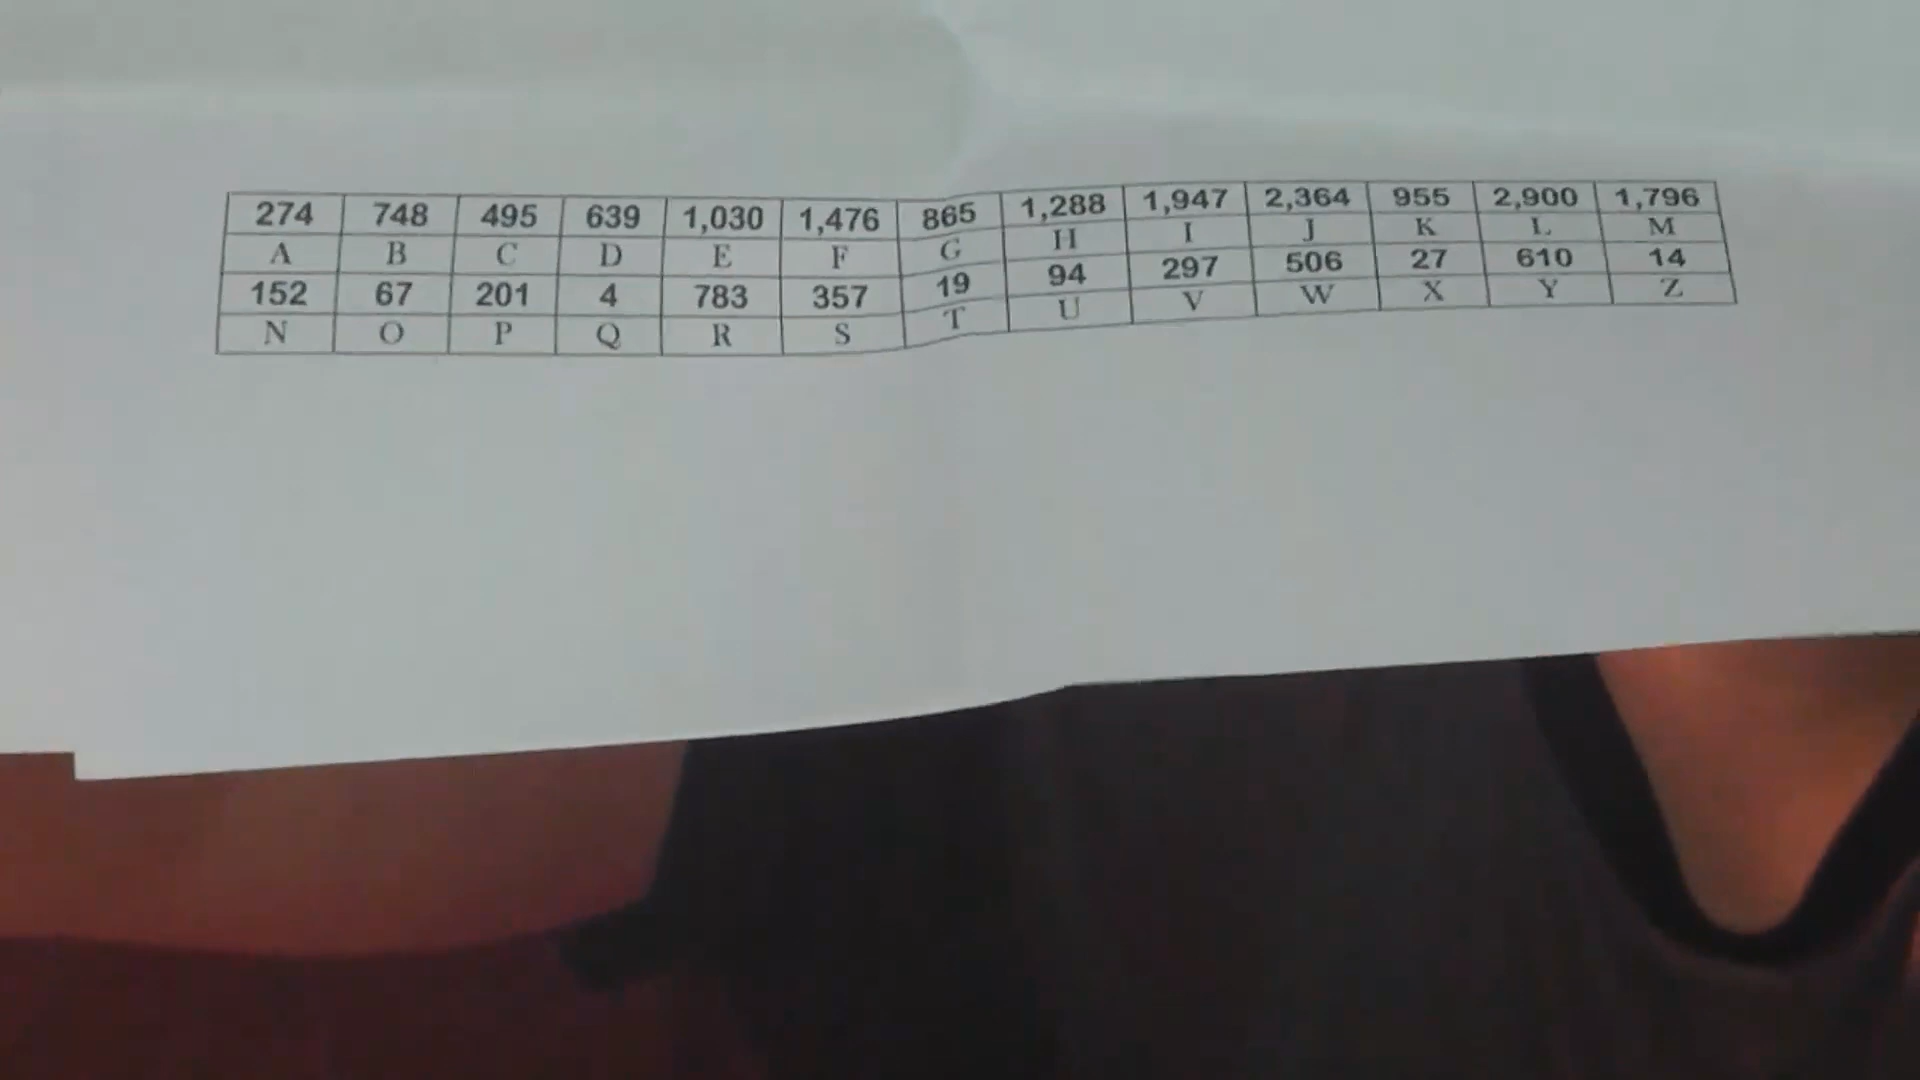 274 748 495 639 1,030 1,476 865 1,288 1,947 2,364 955 2,900 1,796
A B C D E F G H I J K L M
152 67 201 4 783 357 19 94 297 506 27 610 14
N O P Q R S T U V W X Y Z